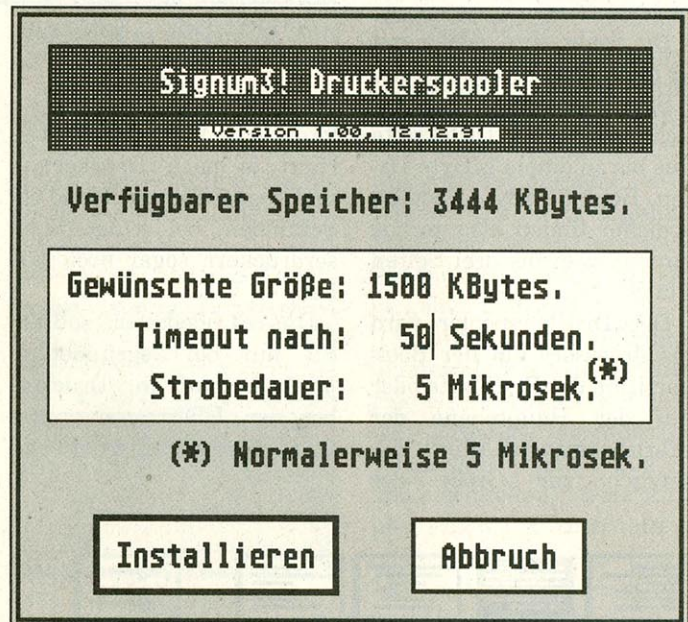 Signum3! Druckerspooler
Version 1.00, 12.12.91
Verfügbarer Speicher: 3444 KBytes.
Gewünschte Größe: 1500 KBytes.
Timeout nach: 50 Sekunden.
Strobedauer: 5 Mikrosek.(*)
(*) Normalerweise 5 Mikrosek.
Installieren
Abbruch